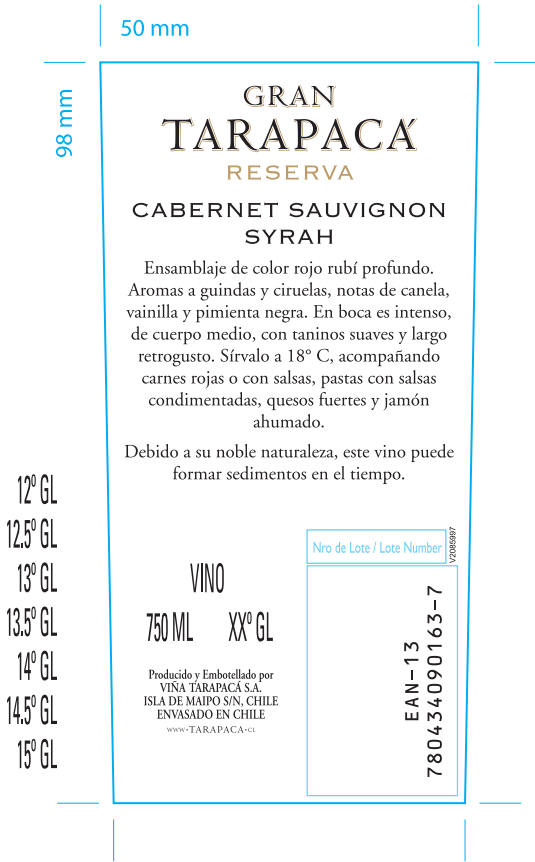 50 mm
98 mm
GRAN
TARAPACÁ
RESERVA
CABERNET SAUVIGNON
SYRAH
Ensamblaje de color rojo rubí profundo.
Aromas a guindas y ciruelas, notas de canela,
vainilla y pimienta negra. En boca es intenso,
de cuerpo medio, con taninos suaves y largo
retrogusto. Sírvalo a 18° C, acompañando
carnes rojas o con salsas, pastas con salsas
condimentadas, quesos fuertes y jamón
ahumado.
Debido a su noble naturaleza, este vino puede
formar sedimentos en el tiempo.
12º GL
12.5º GL
13º GL
13.5º GL
14º GL
14.5º GL
15º GL
VINO
750 ML XXº GL
Producido y Embotellado por
VIÑA TARAPACÁ S.A.
ISLA DE MAIPO S/N, CHILE
ENVASADO EN CHILE
WWW•TARAPACA•CL
Nro de Lote / Lote Number
V2085997
EAN-13
780434090163-7